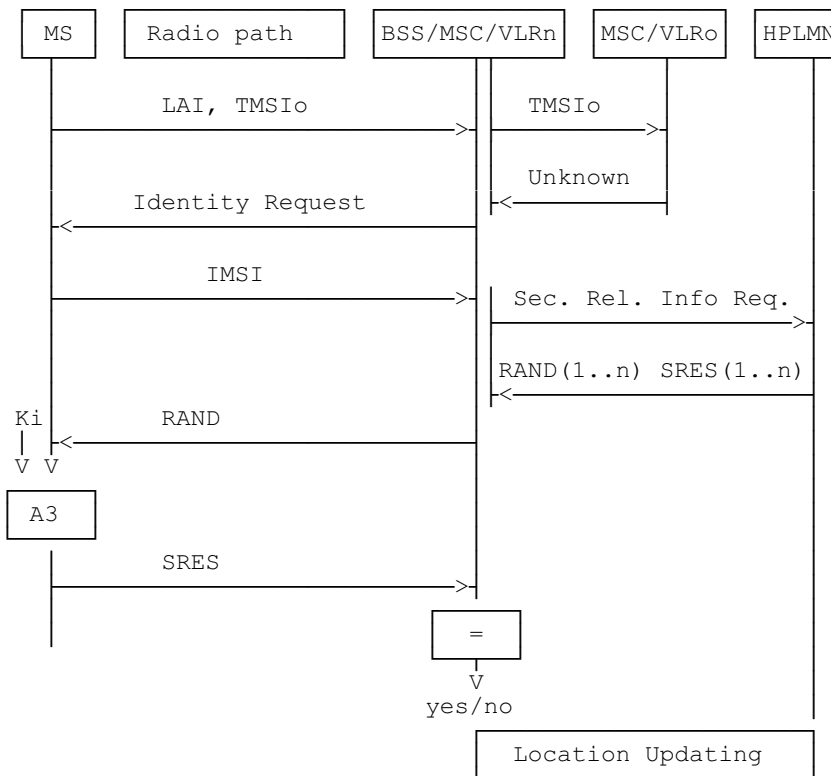 MS Radio path BSS/MSC/VLRn MSC/VLRo HPLMN
LAI, TMSIo TMSIo
Unknown
Identity Request
IMSI
Sec. Rel. Info Req.
RAND(1..n) SRES(1..n)
Ki RAND
V V
A3
SRES
=
V
yes/no
Location Updating